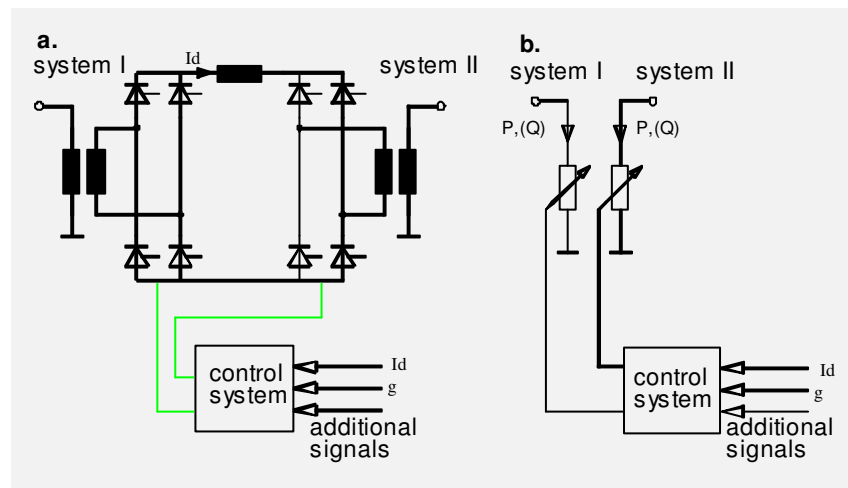 a.
system I
Id
system II
control
system
Id
g
additional
signals
b.
system I
system II
P,(Q)
P,(Q)
control
system
Id
g
additional
signals